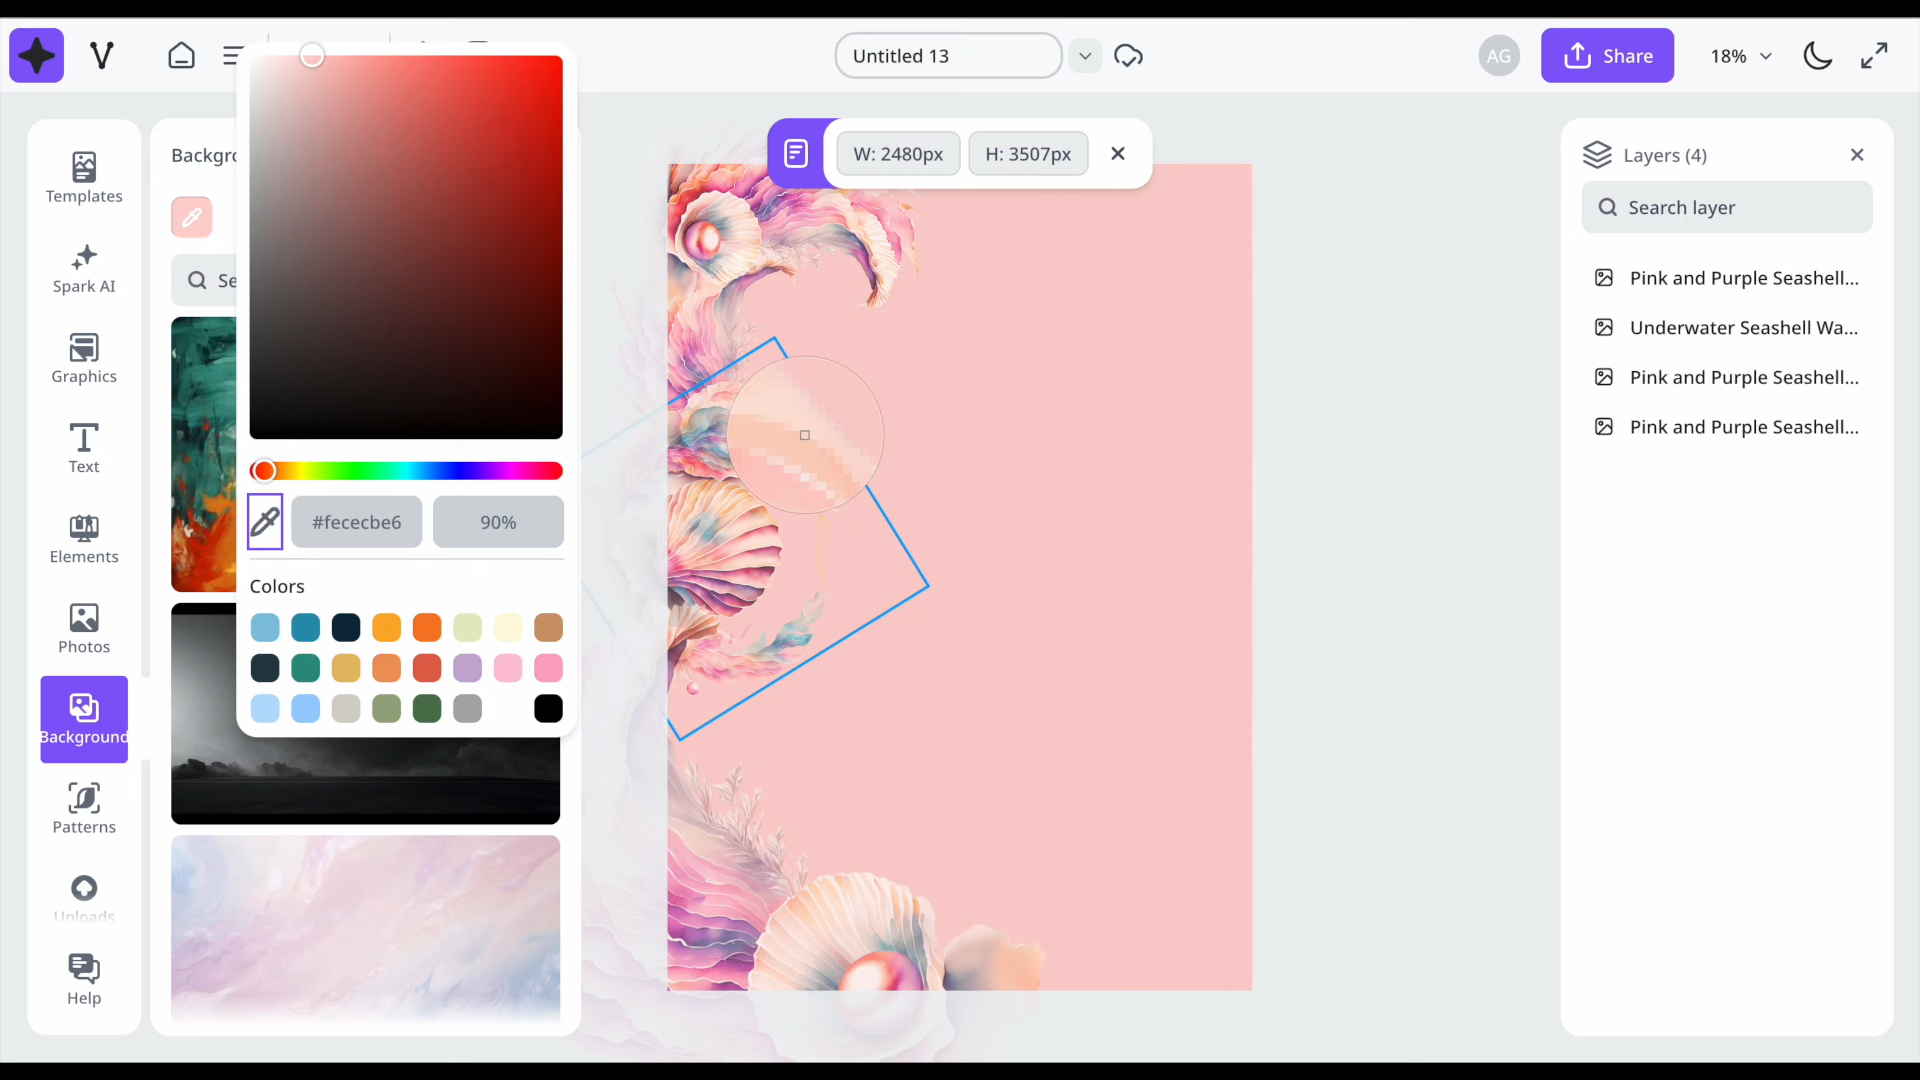 Untitled 13
AG
Share
18%
W: 2480px
H: 3507px
Templates
Spark AI
Graphics
Text
Elements
Photos
Background
Patterns
Uploads
Help
Backgr
Se
#fececbe6
90%
Colors
Layers (4)
Search layer
Pink and Purple Seashell...
Underwater Seashell Wa...
Pink and Purple Seashell...
Pink and Purple Seashell...